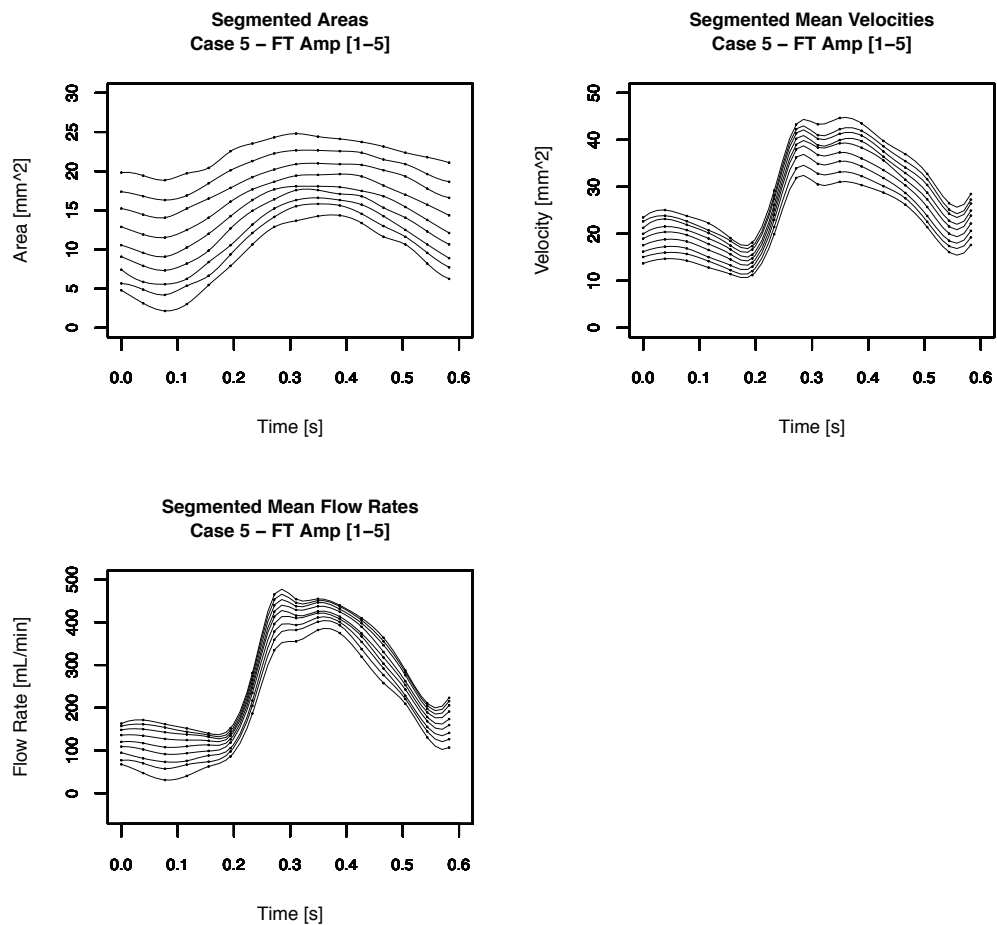 Segmented Areas
Case 5 – FT Amp [1–5]
Area [mm^2]
30
25
20
15
10
5
0
0.0 0.1 0.2 0.3 0.4 0.5 0.6
Time [s]
Segmented Mean Velocities
Case 5 – FT Amp [1–5]
Velocity [mm^2]
50
40
30
20
10
0
0.0 0.1 0.2 0.3 0.4 0.5 0.6
Time [s]
Segmented Mean Flow Rates
Case 5 – FT Amp [1–5]
Flow Rate [mL/min]
500
400
300
200
100
0
0.0 0.1 0.2 0.3 0.4 0.5 0.6
Time [s]